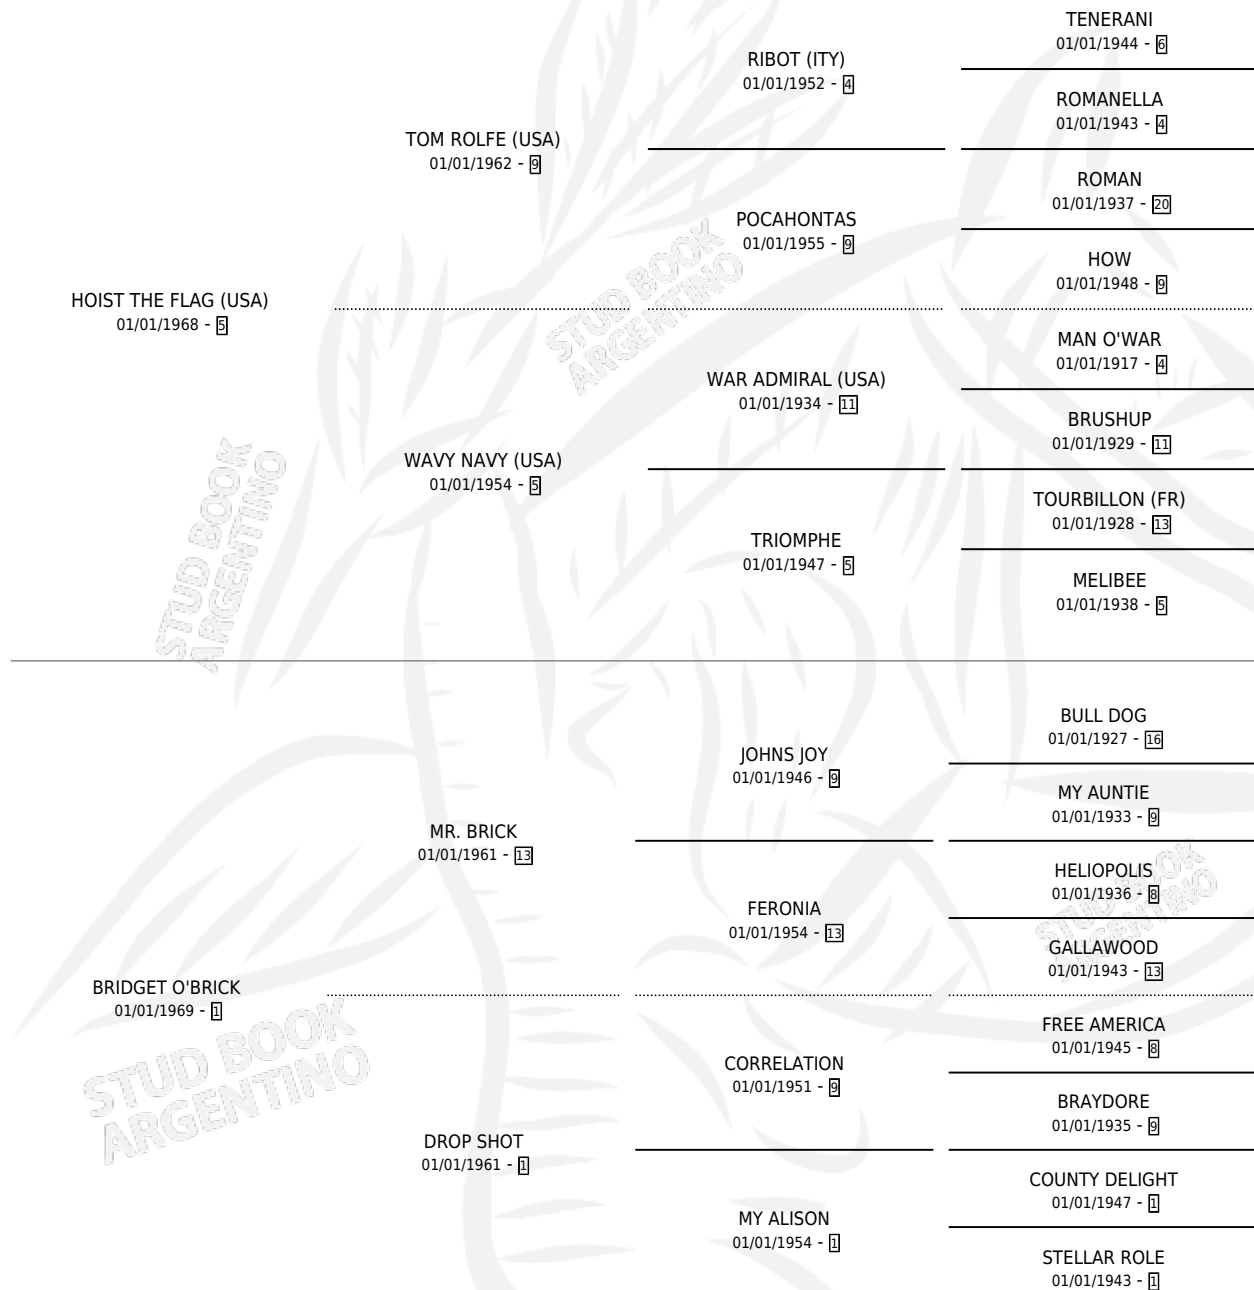 HOIST THE FLAG (USA)
01/01/1968 - 5
TOM ROLFE (USA)
01/01/1962 - 9
WAVY NAVY (USA)
01/01/1954 - 5
RIBOT (ITY)
01/01/1952 - 4
POCAHONTAS
01/01/1955 - 9
WAR ADMIRAL (USA)
01/01/1934 - 11
TRIOMPHE
01/01/1947 - 5
TENERANI
01/01/1944 - 6
ROMANELLA
01/01/1943 - 4
ROMAN
01/01/1937 - 20
HOW
01/01/1948 - 9
MAN O'WAR
01/01/1917 - 4
BRUSHUP
01/01/1929 - 11
TOURBILLON (FR)
01/01/1928 - 13
MELIBEE
01/01/1938 - 5
BRIDGET O'BRICK
01/01/1969 - 1
MR. BRICK
01/01/1961 - 13
DROP SHOT
01/01/1961 - 1
JOHNS JOY
01/01/1946 - 9
FERONIA
01/01/1954 - 13
CORRELATION
01/01/1951 - 9
MY ALISON
01/01/1954 - 1
BULL DOG
01/01/1927 - 16
MY AUNTIE
01/01/1933 - 9
HELIOPOLIS
01/01/1936 - 8
GALLAWOOD
01/01/1943 - 13
FREE AMERICA
01/01/1945 - 8
BRAYDORE
01/01/1935 - 9
COUNTY DELIGHT
01/01/1947 - 1
STELLAR ROLE
01/01/1943 - 1
STUD BOOK
ARGENTINO
STUD BOOK
ARGENTINO
STUD BOOK
ARGENTINO
STUD BOOK
ARGENTINO